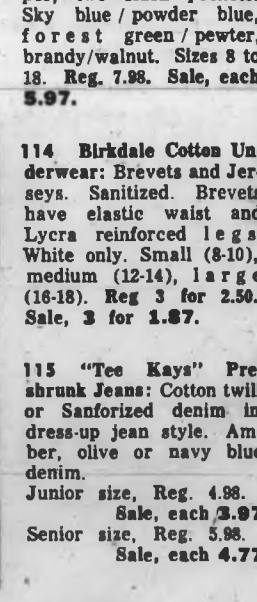 Sky blue / powder blue,
forest green / pewter,
brandy/walnut. Sizes 8 to
18. Reg. 7.98. Sale, each
5.97.
114 Birkdale Cotton Un
derwear: Brevets and Jer-
seys. Sanitized. Brevets
have elastic waist and
Lycra reinforced legs
White only. Small (8-10),
medium (12-14), large
(16-18). Reg 3 for 2.50.
Sale, 3 for 1.87.
115 "Tee Kays" Pre
shrunk Jeans: Cotton twill
or Sanforized denim in
dress-up jean style. Am
ber, olive or navy blue
denim.
Junior size, Reg. 4.98.
Sale, each 3.97
Senior size, Reg. 5.98.
Sale, each 4.77